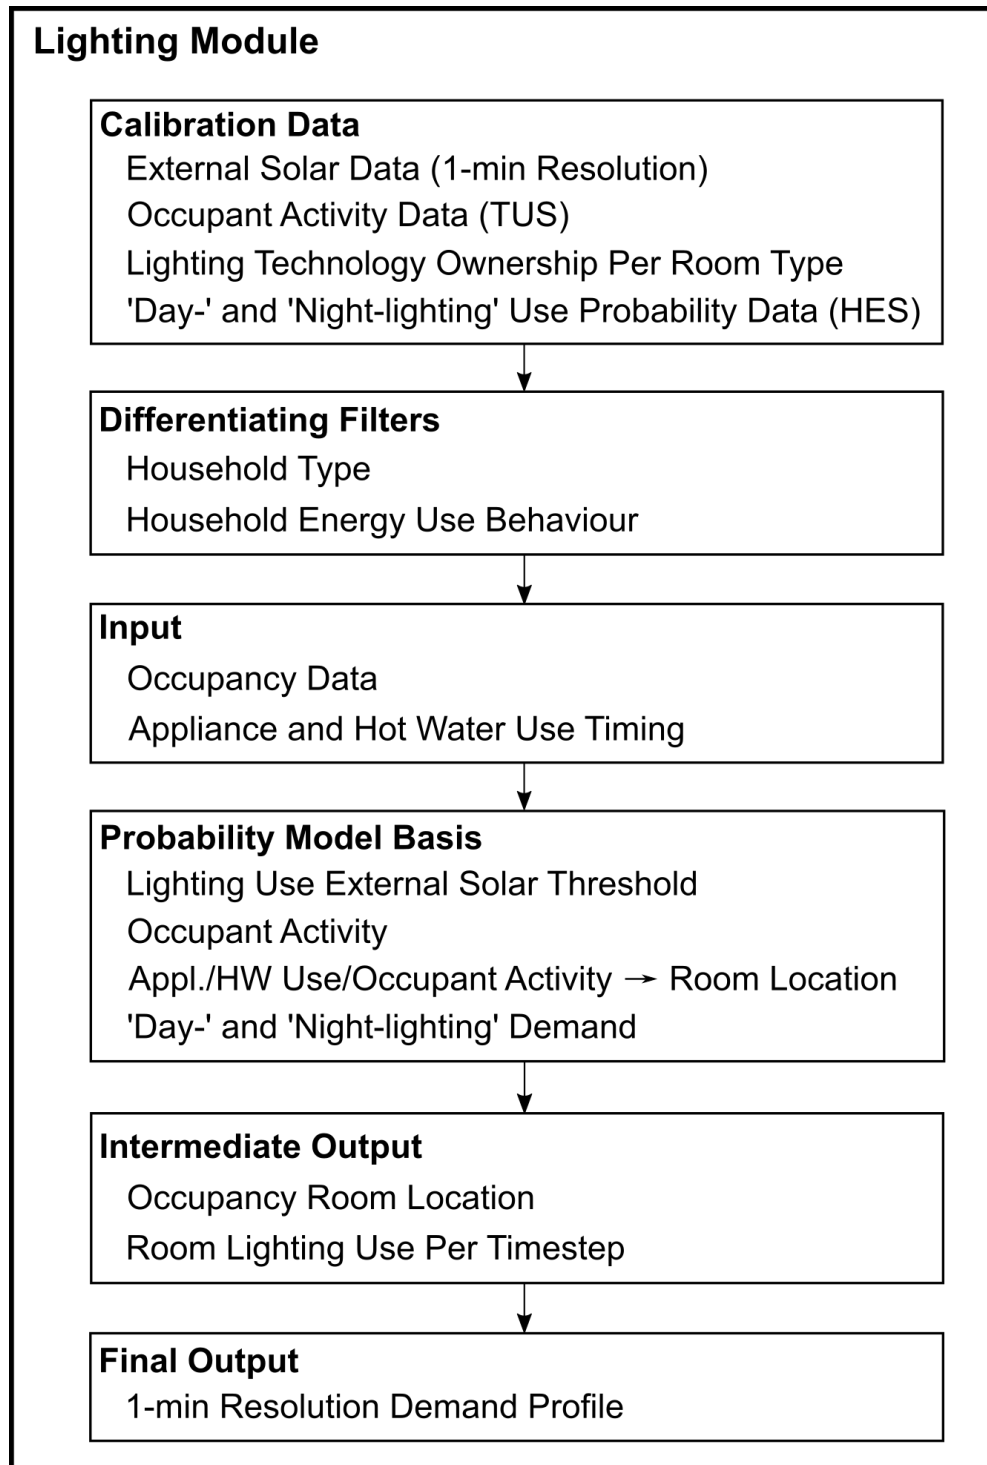 Lighting Module
Calibration Data
External Solar Data (1-min Resolution)
Occupant Activity Data (TUS)
Lighting Technology Ownership Per Room Type
'Day-' and 'Night-lighting' Use Probability Data (HES)
Differentiating Filters
Household Type
Household Energy Use Behaviour
Input
Occupancy Data
Appliance and Hot Water Use Timing
Probability Model Basis
Lighting Use External Solar Threshold
Occupant Activity
Appl./HW Use/Occupant Activity → Room Location
'Day-' and 'Night-lighting' Demand
Intermediate Output
Occupancy Room Location
Room Lighting Use Per Timestep
Final Output
1-min Resolution Demand Profile